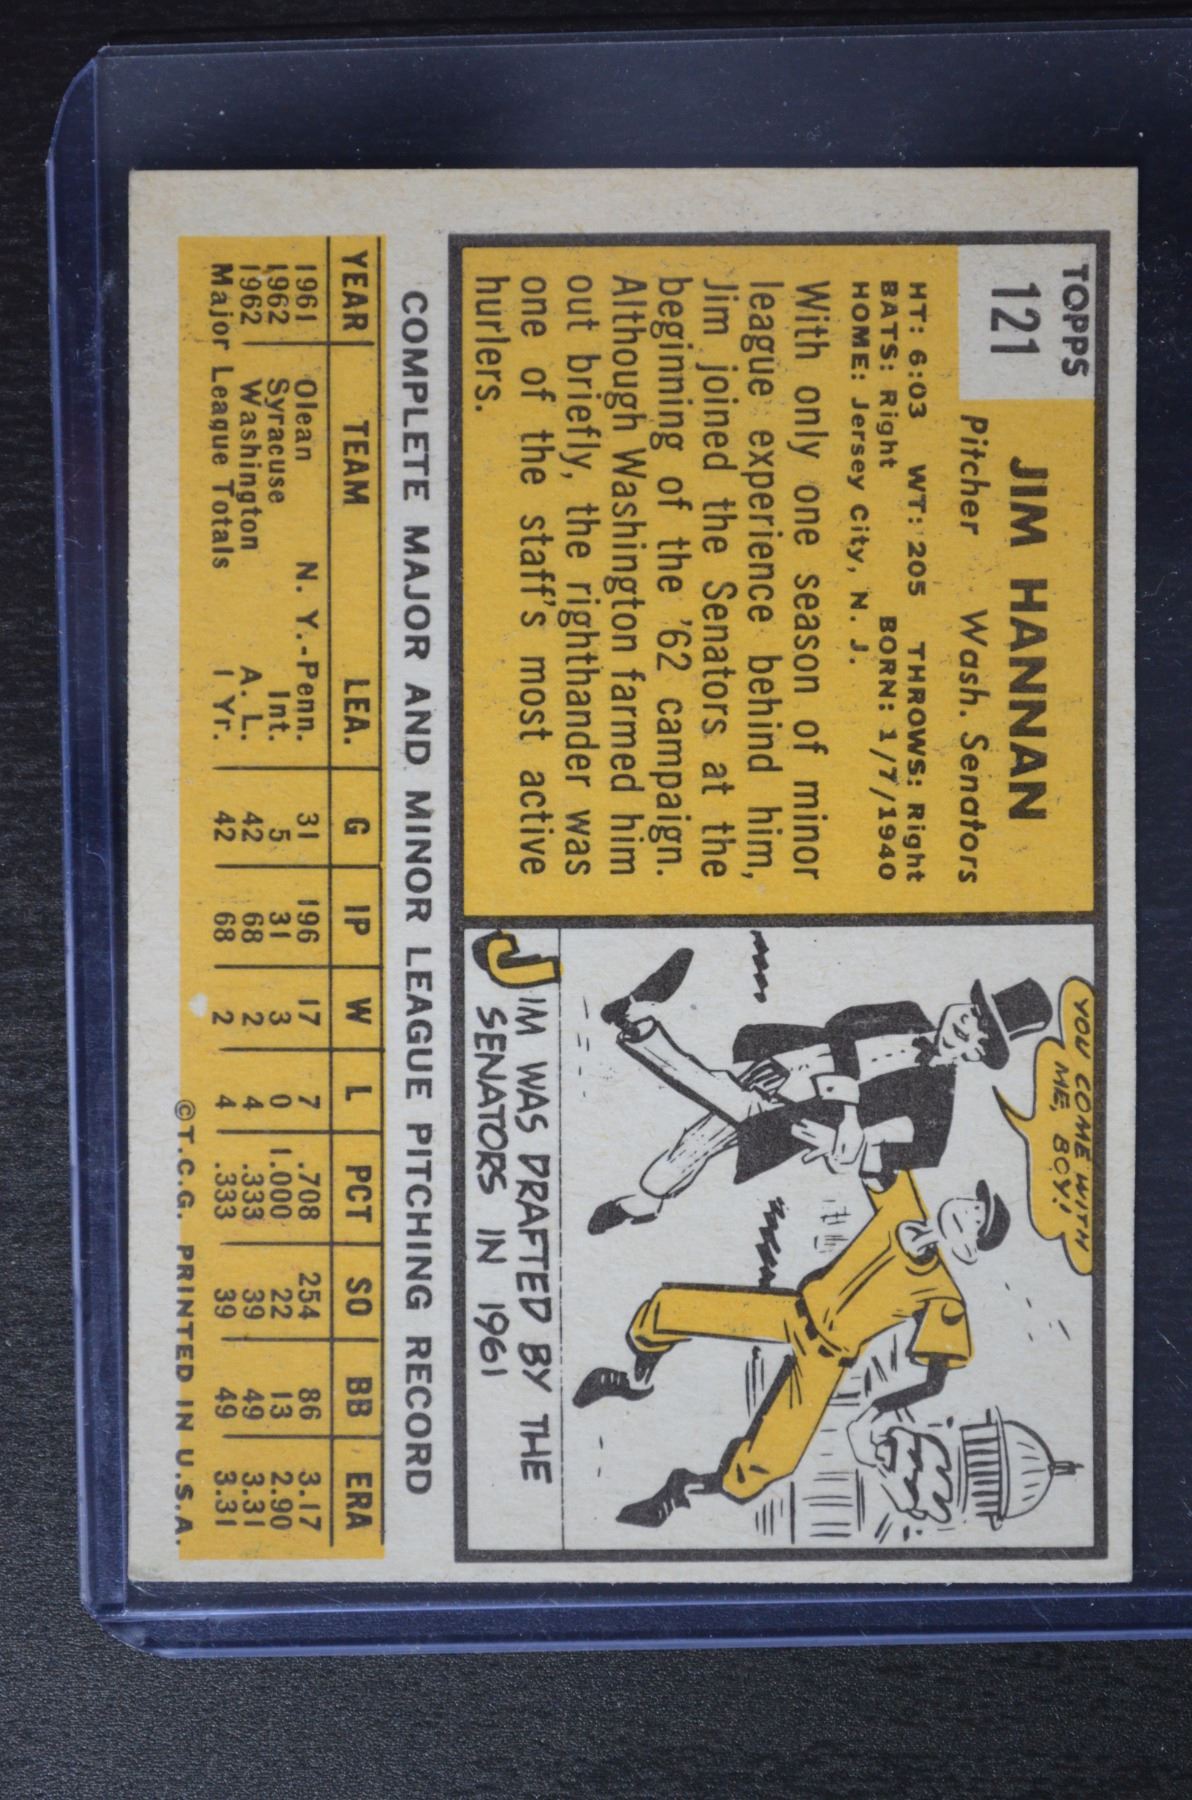 TOPPS
121
JIM HANNAN
Pitcher Wash. Senators
HT: 6:03 WT: 205 THROWS: Right
BATS: Right BORN: 1/7/1940
HOME: Jersey City, N. J.
With only one season of minor
league experience behind him,
Jim joined the Senators at the
beginning of the '62 campaign.
Although Washington farmed him
out briefly, the righthander was
one of the staff's most active
hurlers.
YOU COME WITH
ME, BOY!
JIM WAS DRAFTED BY THE
SENATORS IN 1961
COMPLETE MAJOR AND MINOR LEAGUE PITCHING RECORD
YEAR TEAM LEA. G IP W L PCT SO BB ERA
1961 Olean N. Y.-Penn. 31 196 17 7 .708 254 86 3.17
1962 Syracuse Int. 5 31 3 0 1.000 22 13 2.90
1962 Washington A. L. 42 68 2 4 .333 39 49 3.31
Major League Totals 1 Yr. 42 68 2 4 .333 39 49 3.31
©T.C.G. PRINTED IN U.S.A.